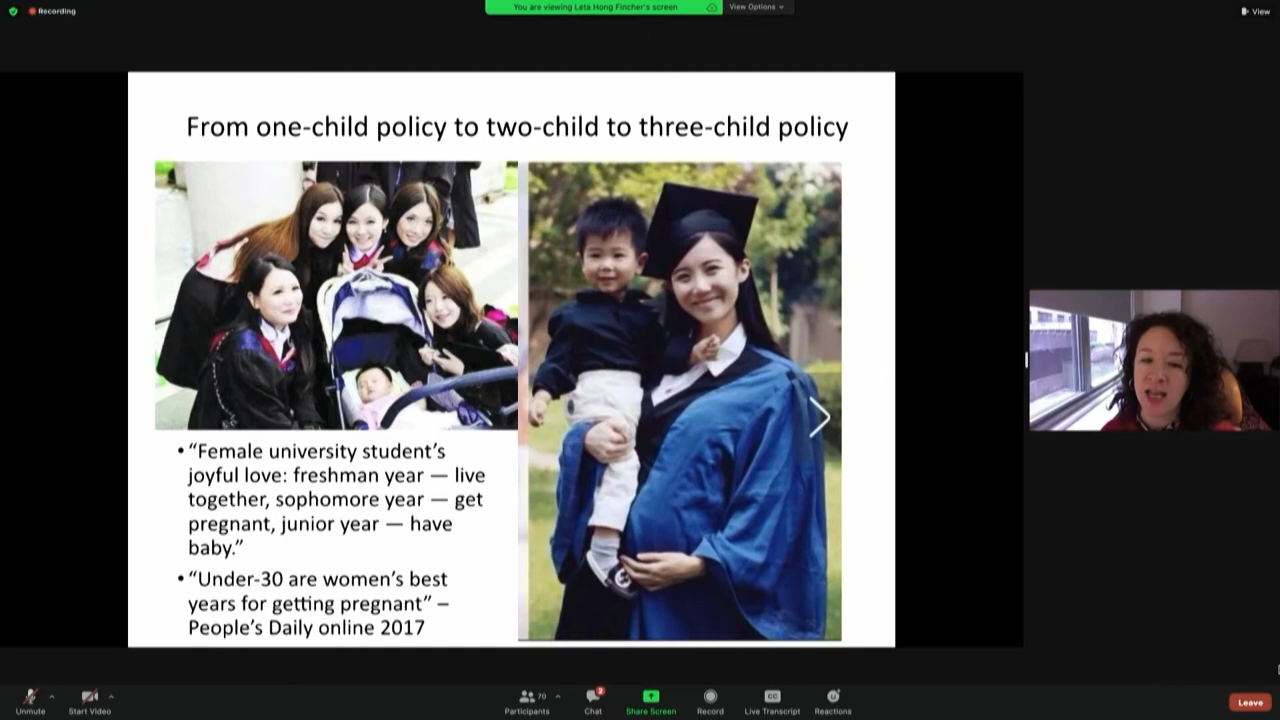 Recording
You are viewing Leta Hong Fincher's screen
View Options
View
From one-child policy to two-child to three-child policy
• “Female university student’s
joyful love: freshman year — live
together, sophomore year — get
pregnant, junior year — have
baby.”
• “Under-30 are women’s best
years for getting pregnant” –
People’s Daily online 2017
Unmute
Start Video
70
Participants
2
Chat
Share Screen
Record
CC
Live Transcript
Reactions
Leave